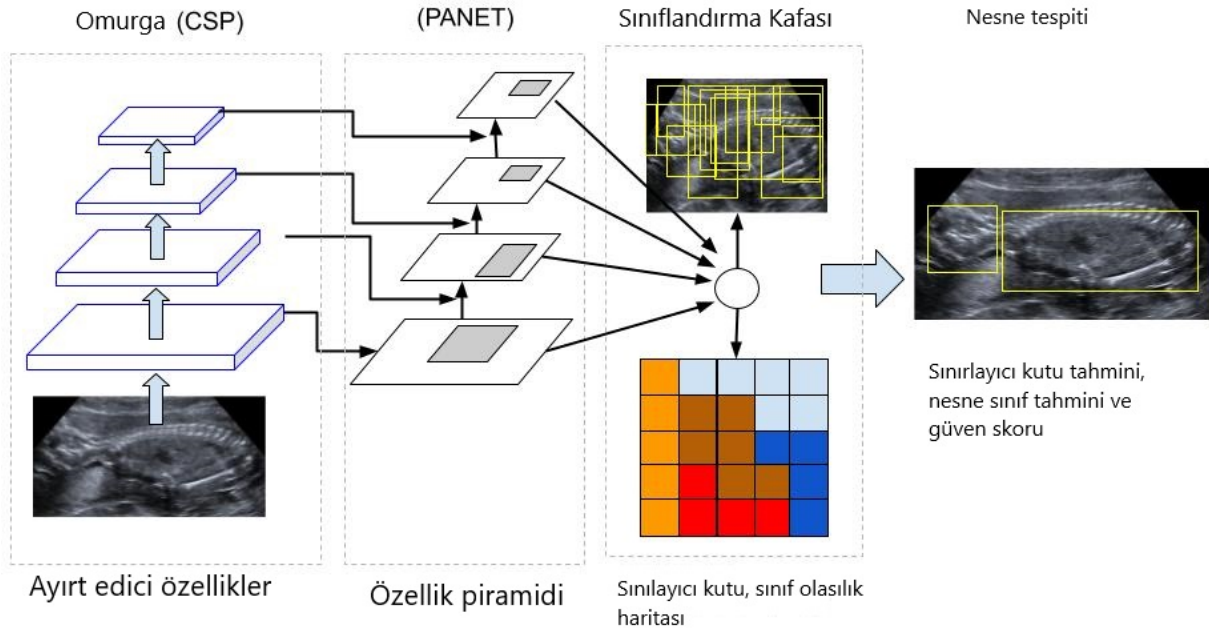 Omurga (CSP)
(PANET)
Sınıflandırma Kafası
Nesne tespiti
Sınırlayıcı kutu tahmini,
nesne sınıf tahmini ve
güven skoru
Ayırt edici özellikler
Özellik piramidi
Sınılayıcı kutu, sınıf olasılık
haritası